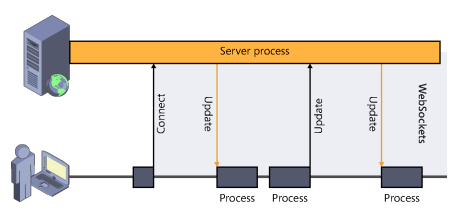 Server process
Connect
Update
Update
Update
WebSockets
Process
Process
Process